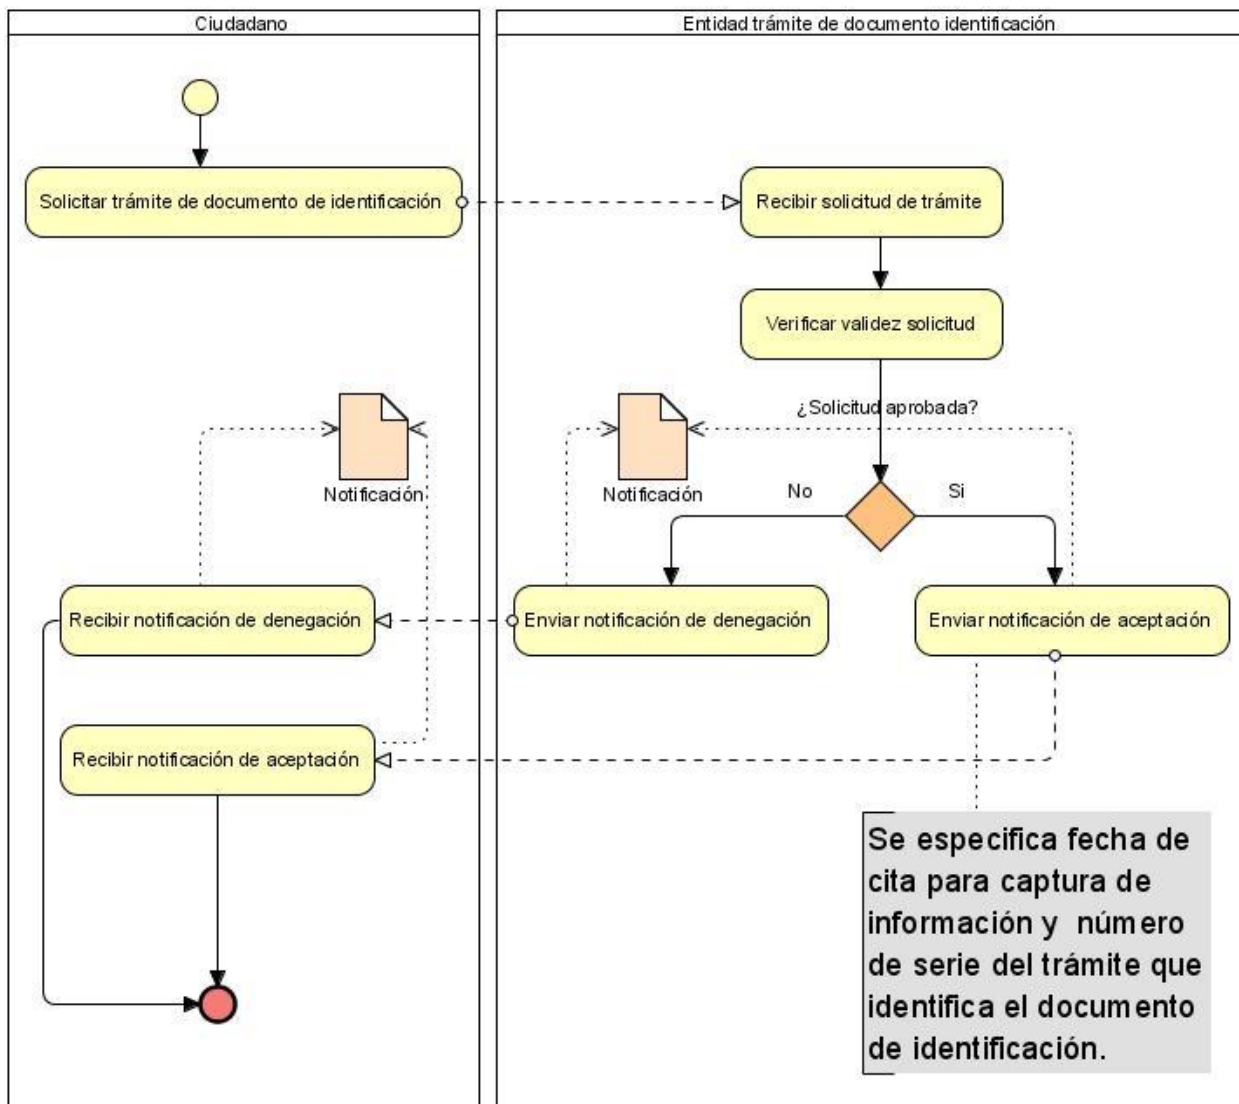 Ciudadano
Entidad trámite de documento identificación
Solicitar trámite de documento de identificación
Recibir solicitud de trámite
Verificar validez solicitud
¿Solicitud aprobada?
Notificación
Notificación
No
Si
Recibir notificación de denegación
Enviar notificación de denegación
Enviar notificación de aceptación
Recibir notificación de aceptación
Se especifica fecha de
cita para captura de
información y número
de serie del trámite que
identifica el documento
de identificación.